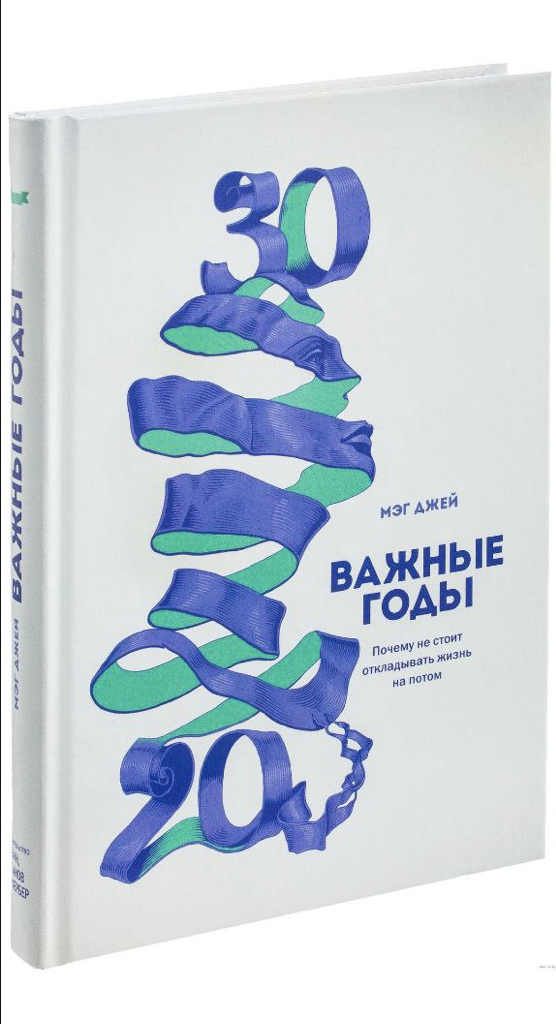 30
МЭГ ДЖЕЙ
ВАЖНЫЕ
ГОДЫ
Почему не стоит
откладывать жизнь
на потом
20
МЭГ ДЖЕЙ ВАЖНЫЕ ГОДЫ